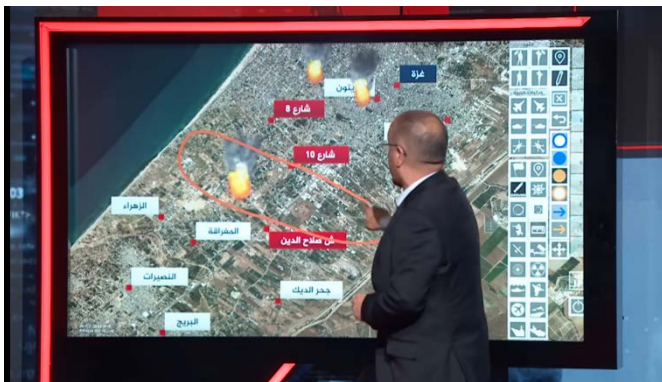 غزة
يتون
شارع 8
شارع 10
الزهراء
المغراقة
ش صلاح الدين
النصيرات
جحر الديك
البريج